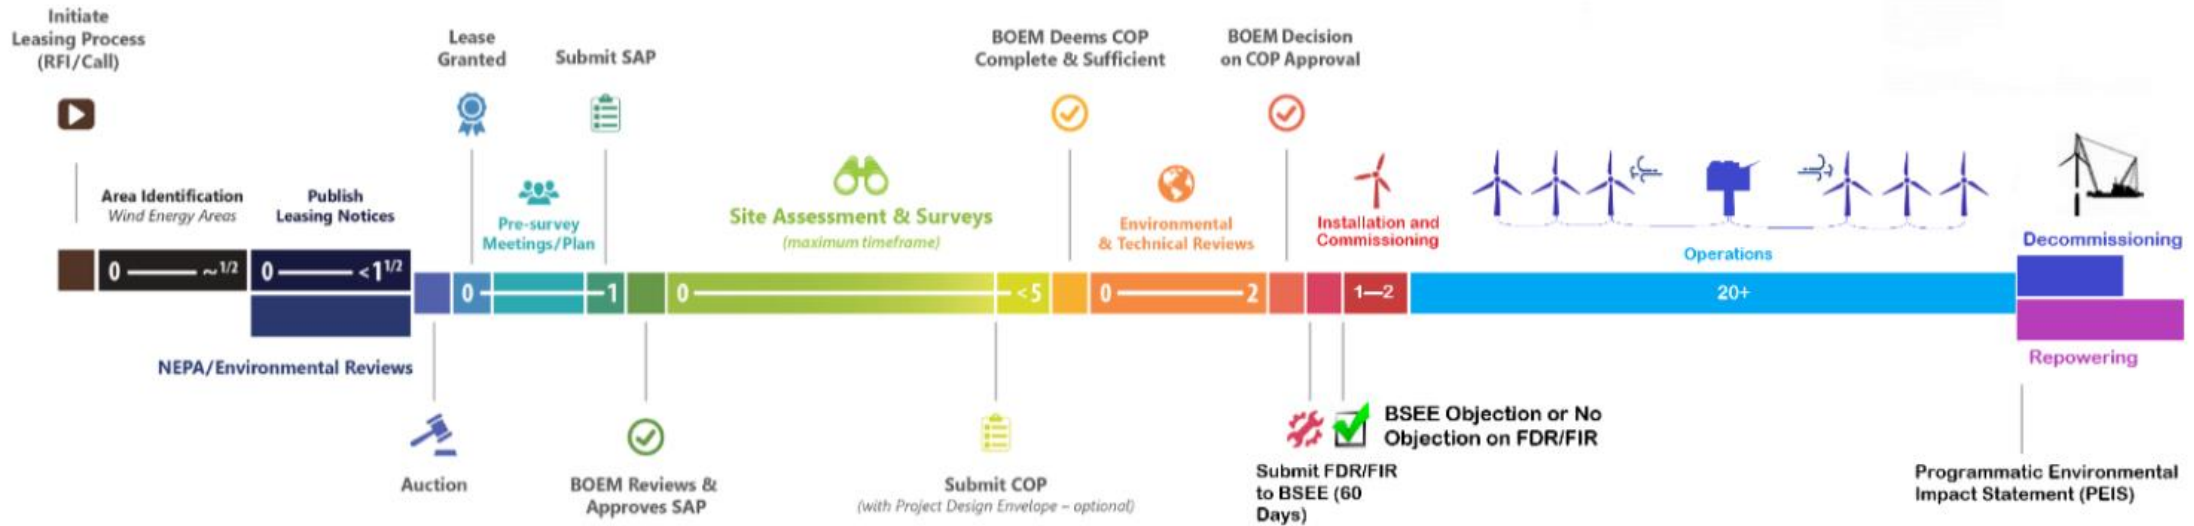 Initiate
Leasing Process
(RFI/Call)
Lease
Granted
Submit SAP
BOEM Deems COP
Complete & Sufficient
BOEM Decision
on COP Approval
Area Identification
Wind Energy Areas
Publish
Leasing Notices
Pre-survey
Meetings/Plan
Site Assessment & Surveys
(maximum timeframe)
Environmental
& Technical Reviews
Installation and
Commissioning
Operations
Decommissioning
0 ~1/2
0 <1 1/2
0 1
0 <5
0 2
1—2
20+
Repowering
NEPA/Environmental Reviews
Auction
BOEM Reviews &
Approves SAP
Submit COP
(with Project Design Envelope – optional)
BSEE Objection or No
Objection on FDR/FIR
Submit FDR/FIR
to BSEE (60
Days)
Programmatic Environmental
Impact Statement (PEIS)